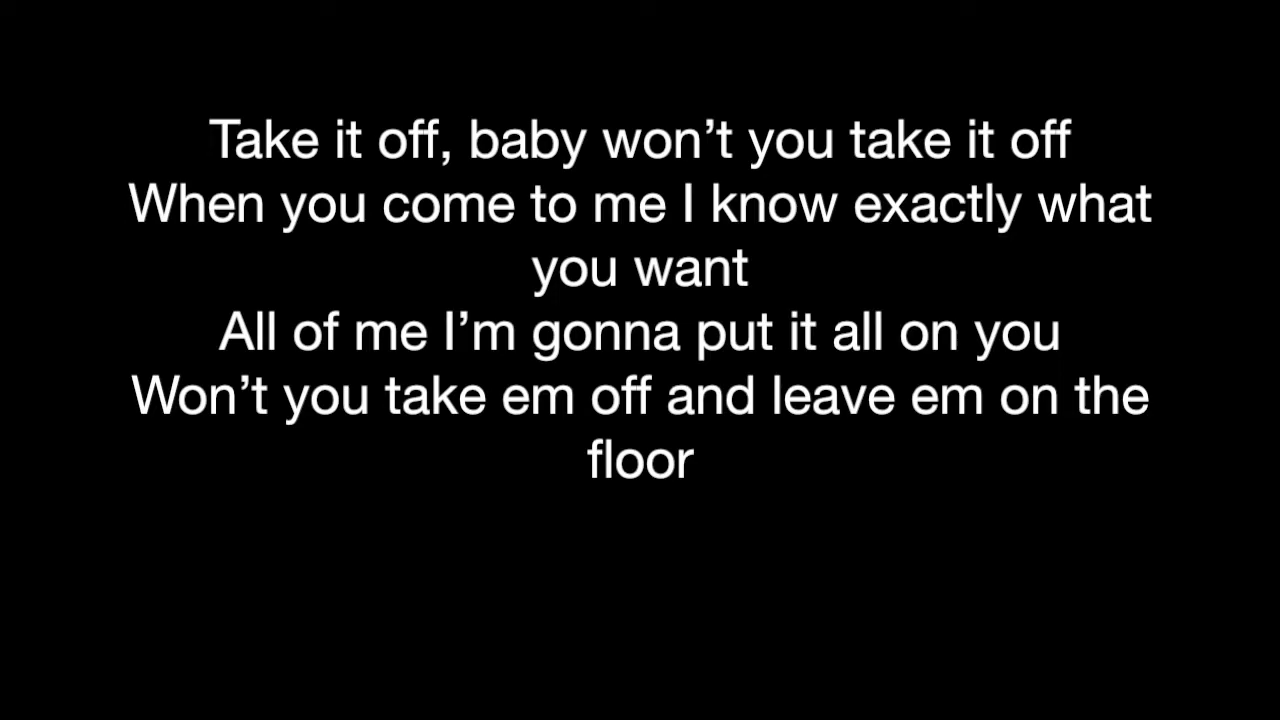 Take it off, baby won’t you take it off
When you come to me I know exactly what
you want
All of me I’m gonna put it all on you
Won’t you take em off and leave em on the
floor